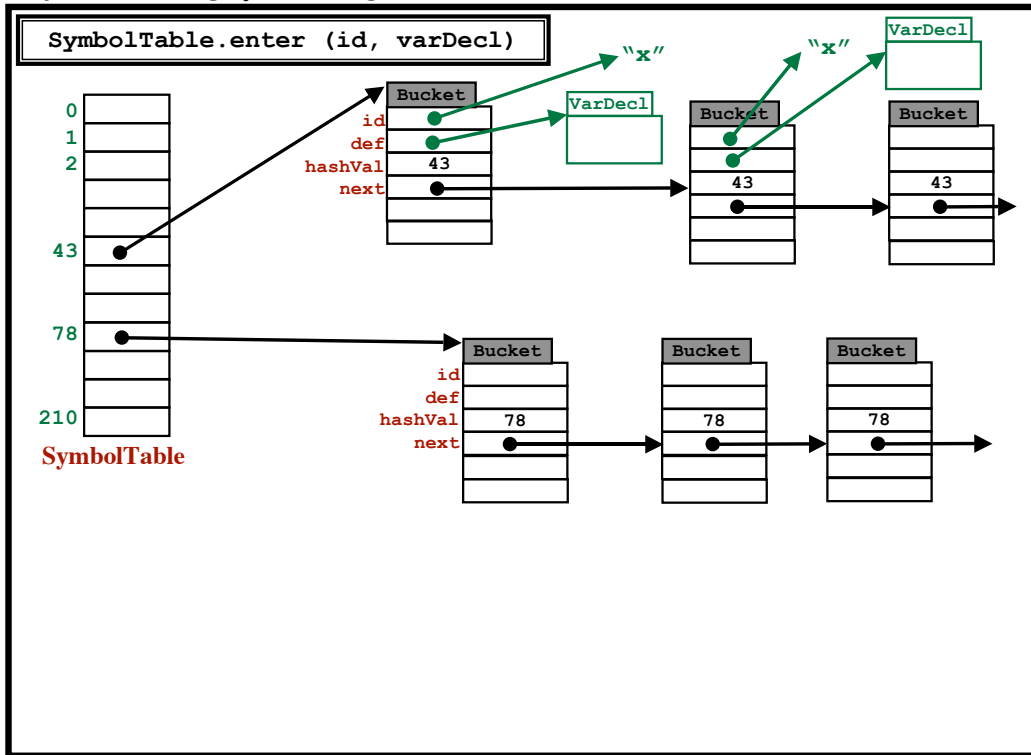 SymbolTable.enter (id, varDecl)
"x"
"x"
VarDecl
Bucket
VarDecl
Bucket
Bucket
0
1
2
43
78
210
SymbolTable
id
def
hashVal 43
next
43
43
Bucket
Bucket
Bucket
id
def
hashVal 78
next
78
78